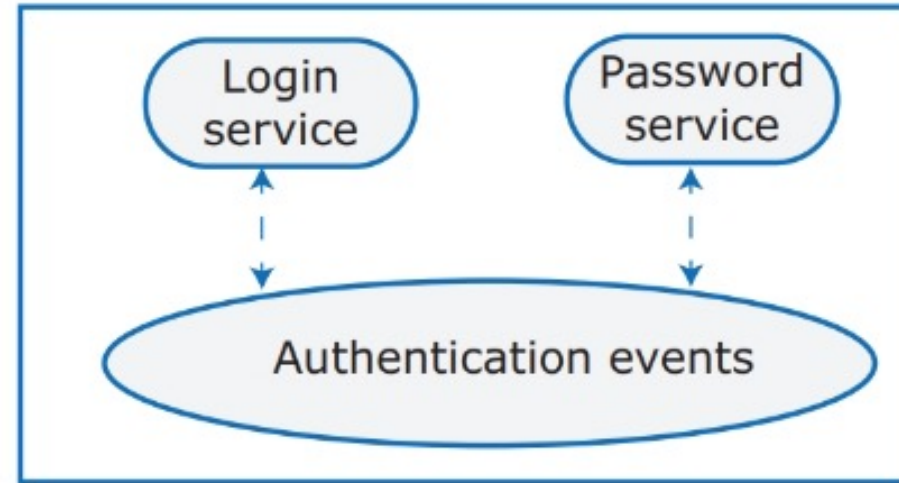 Login
service
Password
service
Authentication events